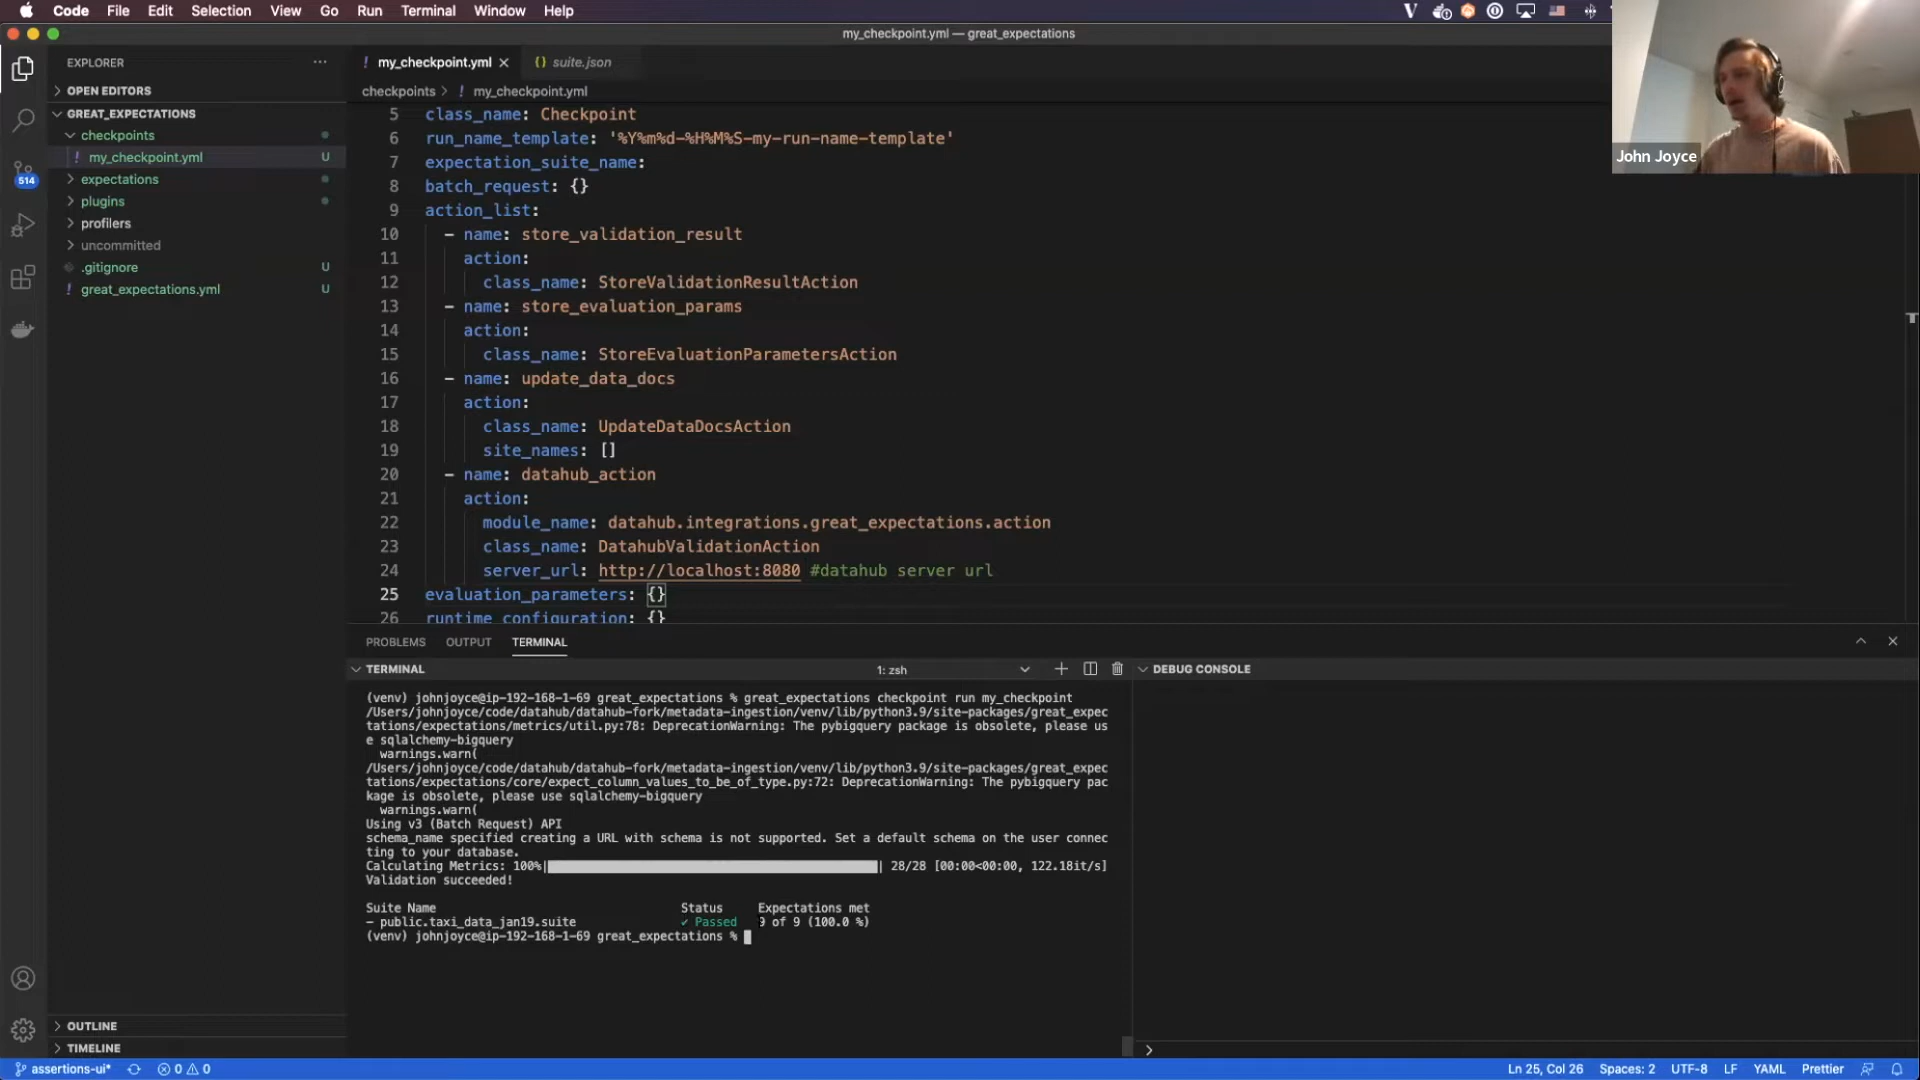 Code File Edit Selection View Go Run Terminal Window Help
my_checkpoint.yml — great_expectations
John Joyce
EXPLORER
OPEN EDITORS
GREAT_EXPECTATIONS
checkpoints
! my_checkpoint.yml U
expectations
plugins
profilers
uncommitted
.gitignore U
! great_expectations.yml U
514
OUTLINE
TIMELINE
! my_checkpoint.yml
{} suite.json
checkpoints > ! my_checkpoint.yml
5 class_name: Checkpoint
6 run_name_template: '%Y%m%d-%H%M%S-my-run-name-template'
7 expectation_suite_name:
8 batch_request: {}
9 action_list:
10 - name: store_validation_result
11 action:
12 class_name: StoreValidationResultAction
13 - name: store_evaluation_params
14 action:
15 class_name: StoreEvaluationParametersAction
16 - name: update_data_docs
17 action:
18 class_name: UpdateDataDocsAction
19 site_names: []
20 - name: datahub_action
21 action:
22 module_name: datahub.integrations.great_expectations.action
23 class_name: DatahubValidationAction
24 server_url: http://localhost:8080 #datahub server url
25 evaluation_parameters: {}
26 runtime_configuration: {}
PROBLEMS OUTPUT TERMINAL
TERMINAL 1: zsh
DEBUG CONSOLE
(venv) johnjoyce@ip-192-168-1-69 great_expectations % great_expectations checkpoint run my_checkpoint
/Users/johnjoyce/code/datahub/datahub-fork/metadata-ingestion/venv/lib/python3.9/site-packages/great_expec
tations/expectations/metrics/util.py:78: DeprecationWarning: The pybigquery package is obsolete, please us
e sqlalchemy-bigquery
warnings.warn(
/Users/johnjoyce/code/datahub/datahub-fork/metadata-ingestion/venv/lib/python3.9/site-packages/great_expec
tations/expectations/core/expect_column_values_to_be_of_type.py:72: DeprecationWarning: The pybigquery pac
kage is obsolete, please use sqlalchemy-bigquery
warnings.warn(
Using v3 (Batch Request) API
schema_name specified creating a URL with schema is not supported. Set a default schema on the user connec
ting to your database.
Calculating Metrics: 100%| | 28/28 [00:00<00:00, 122.18it/s]
Validation succeeded!
Suite Name Status Expectations met
- public.taxi_data_jan19.suite ✔ Passed 9 of 9 (100.0 %)
(venv) johnjoyce@ip-192-168-1-69 great_expectations %
assertions-ui* 0 0 Ln 25, Col 26 Spaces: 2 UTF-8 LF YAML Prettier